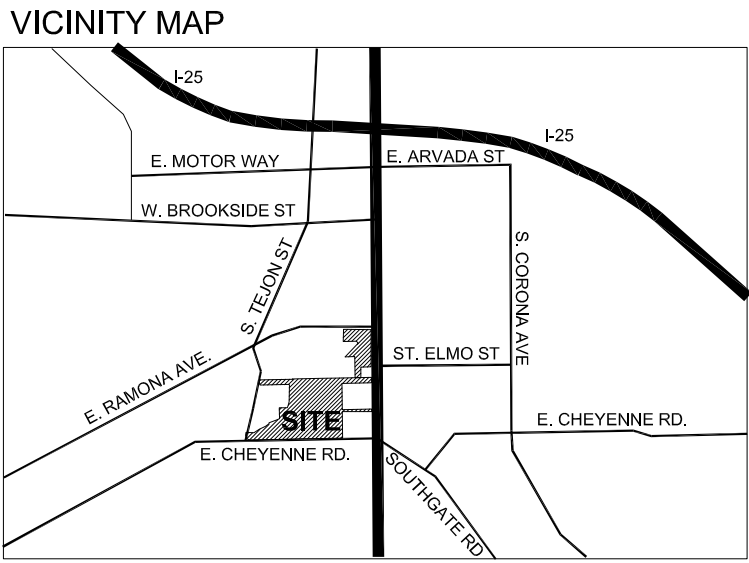 VICINITY MAP
I-25
I-25
E. MOTOR WAY
E. ARVADA ST
W. BROOKSIDE ST
S. TEJON ST
S. CORONA AVE
ST. ELMO ST
E. RAMONA AVE.
SITE
E. CHEYENNE RD.
E. CHEYENNE RD.
SOUTHGATE RD